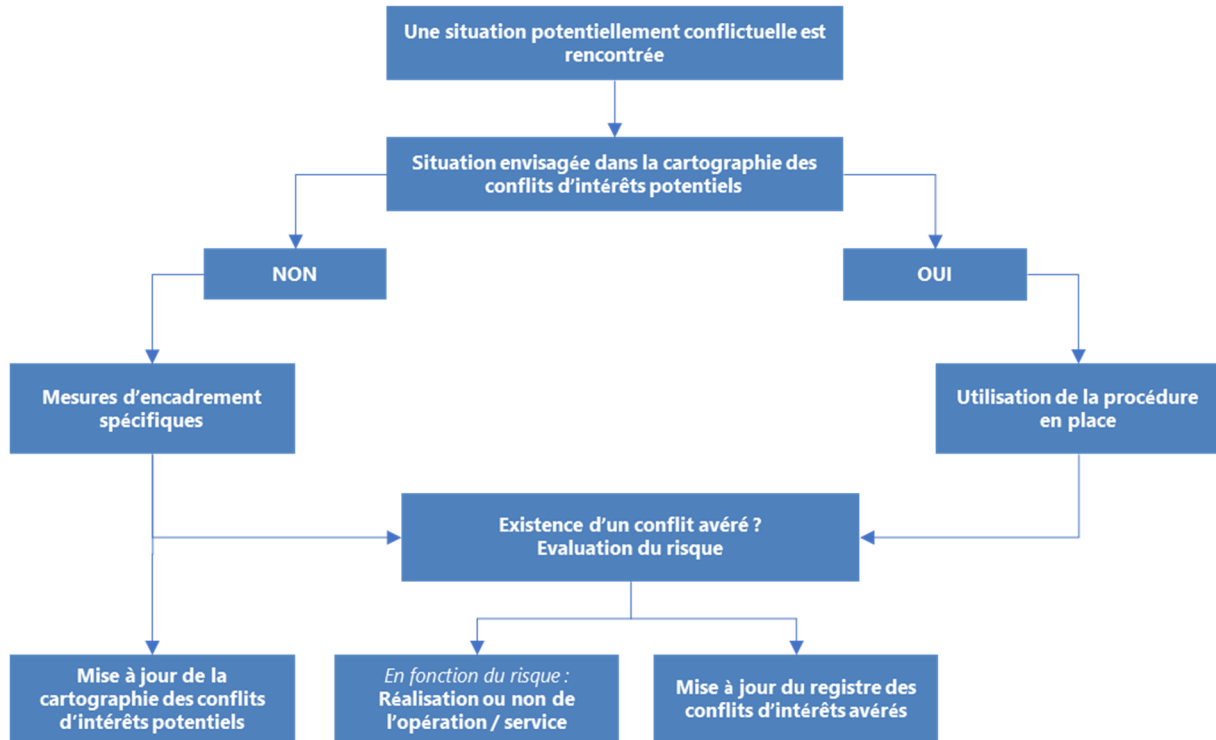 Une situation potentiellement conflictuelle est
rencontrée
Situation envisagée dans la cartographie des
conflits d’intérêts potentiels
NON
OUI
Mesures d’encadrement
spécifiques
Utilisation de la procédure
en place
Existence d’un conflit avéré ?
Evaluation du risque
Mise à jour de la
cartographie des conflits
d’intérêts potentiels
En fonction du risque :
Réalisation ou non de
l’opération / service
Mise à jour du registre des
conflits d’intérêts avérés